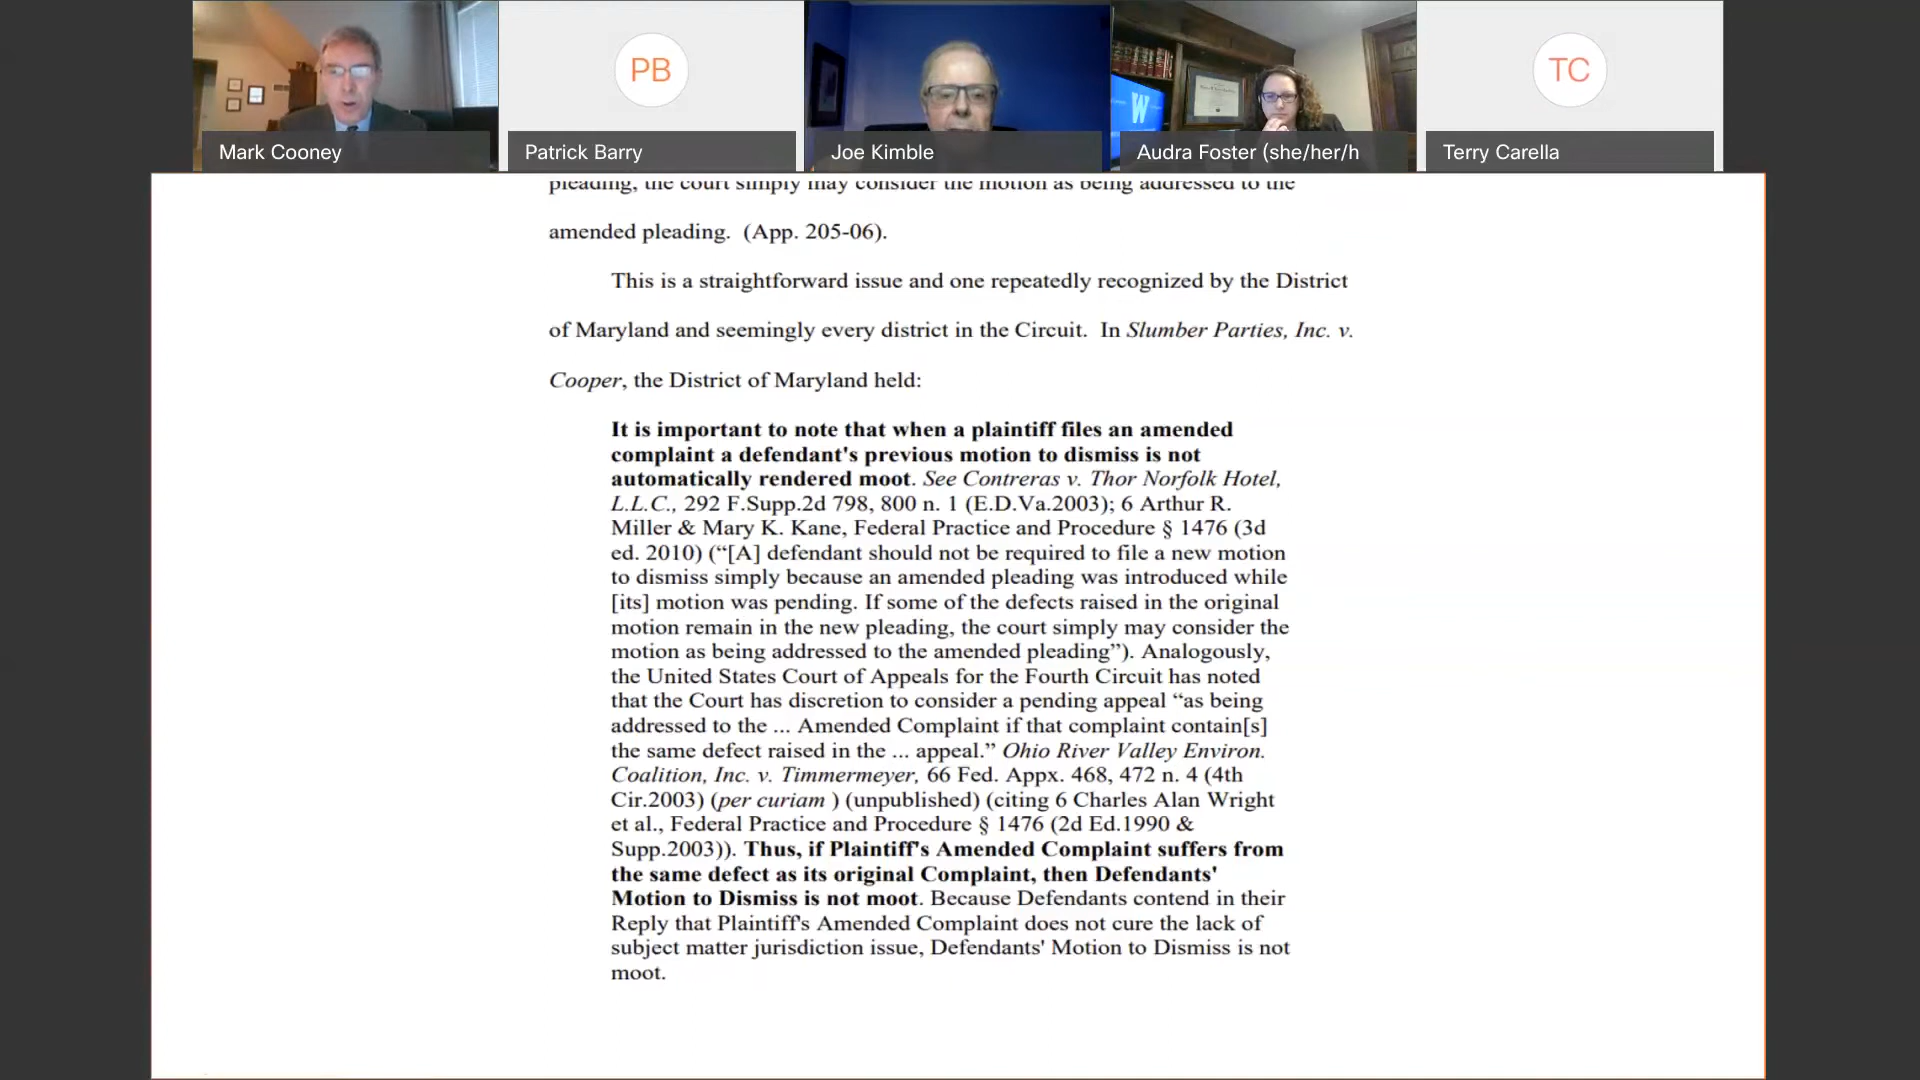 PB
TC
W
Mark Cooney
Patrick Barry
Joe Kimble
Audra Foster (she/her/h
Terry Carella
pleading, the court simply may consider the motion as being addressed to the
amended pleading.  (App. 205-06).
This is a straightforward issue and one repeatedly recognized by the District
of Maryland and seemingly every district in the Circuit.  In Slumber Parties, Inc. v.
Cooper, the District of Maryland held:
It is important to note that when a plaintiff files an amended
complaint a defendant's previous motion to dismiss is not
automatically rendered moot. See Contreras v. Thor Norfolk Hotel,
L.L.C., 292 F.Supp.2d 798, 800 n. 1 (E.D.Va.2003); 6 Arthur R.
Miller & Mary K. Kane, Federal Practice and Procedure § 1476 (3d
ed. 2010) (“[A] defendant should not be required to file a new motion
to dismiss simply because an amended pleading was introduced while
[its] motion was pending. If some of the defects raised in the original
motion remain in the new pleading, the court simply may consider the
motion as being addressed to the amended pleading”). Analogously,
the United States Court of Appeals for the Fourth Circuit has noted
that the Court has discretion to consider a pending appeal “as being
addressed to the ... Amended Complaint if that complaint contain[s]
the same defect raised in the ... appeal.” Ohio River Valley Environ.
Coalition, Inc. v. Timmermeyer, 66 Fed. Appx. 468, 472 n. 4 (4th
Cir.2003) (per curiam ) (unpublished) (citing 6 Charles Alan Wright
et al., Federal Practice and Procedure § 1476 (2d Ed.1990 &
Supp.2003)). Thus, if Plaintiff's Amended Complaint suffers from
the same defect as its original Complaint, then Defendants'
Motion to Dismiss is not moot. Because Defendants contend in their
Reply that Plaintiff's Amended Complaint does not cure the lack of
subject matter jurisdiction issue, Defendants' Motion to Dismiss is not
moot.